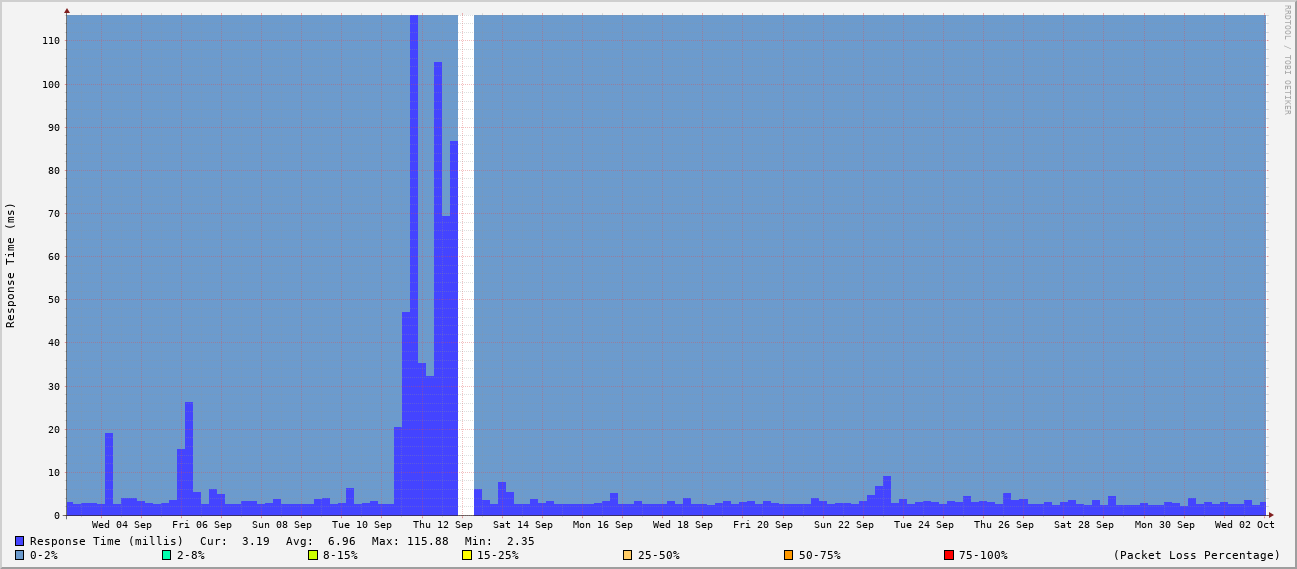 RRDTOOL / TOBI OETIKER
Response Time (ms)
110
100
90
80
70
60
50
40
30
20
10
0
Wed 04 Sep Fri 06 Sep Sun 08 Sep Tue 10 Sep Thu 12 Sep Sat 14 Sep Mon 16 Sep Wed 18 Sep Fri 20 Sep Sun 22 Sep Tue 24 Sep Thu 26 Sep Sat 28 Sep Mon 30 Sep Wed 02 Oct
Response Time (millis) Cur: 3.19 Avg: 6.96 Max: 115.88 Min: 2.35
0-2% 2-8% 8-15% 15-25% 25-50% 50-75% 75-100% (Packet Loss Percentage)